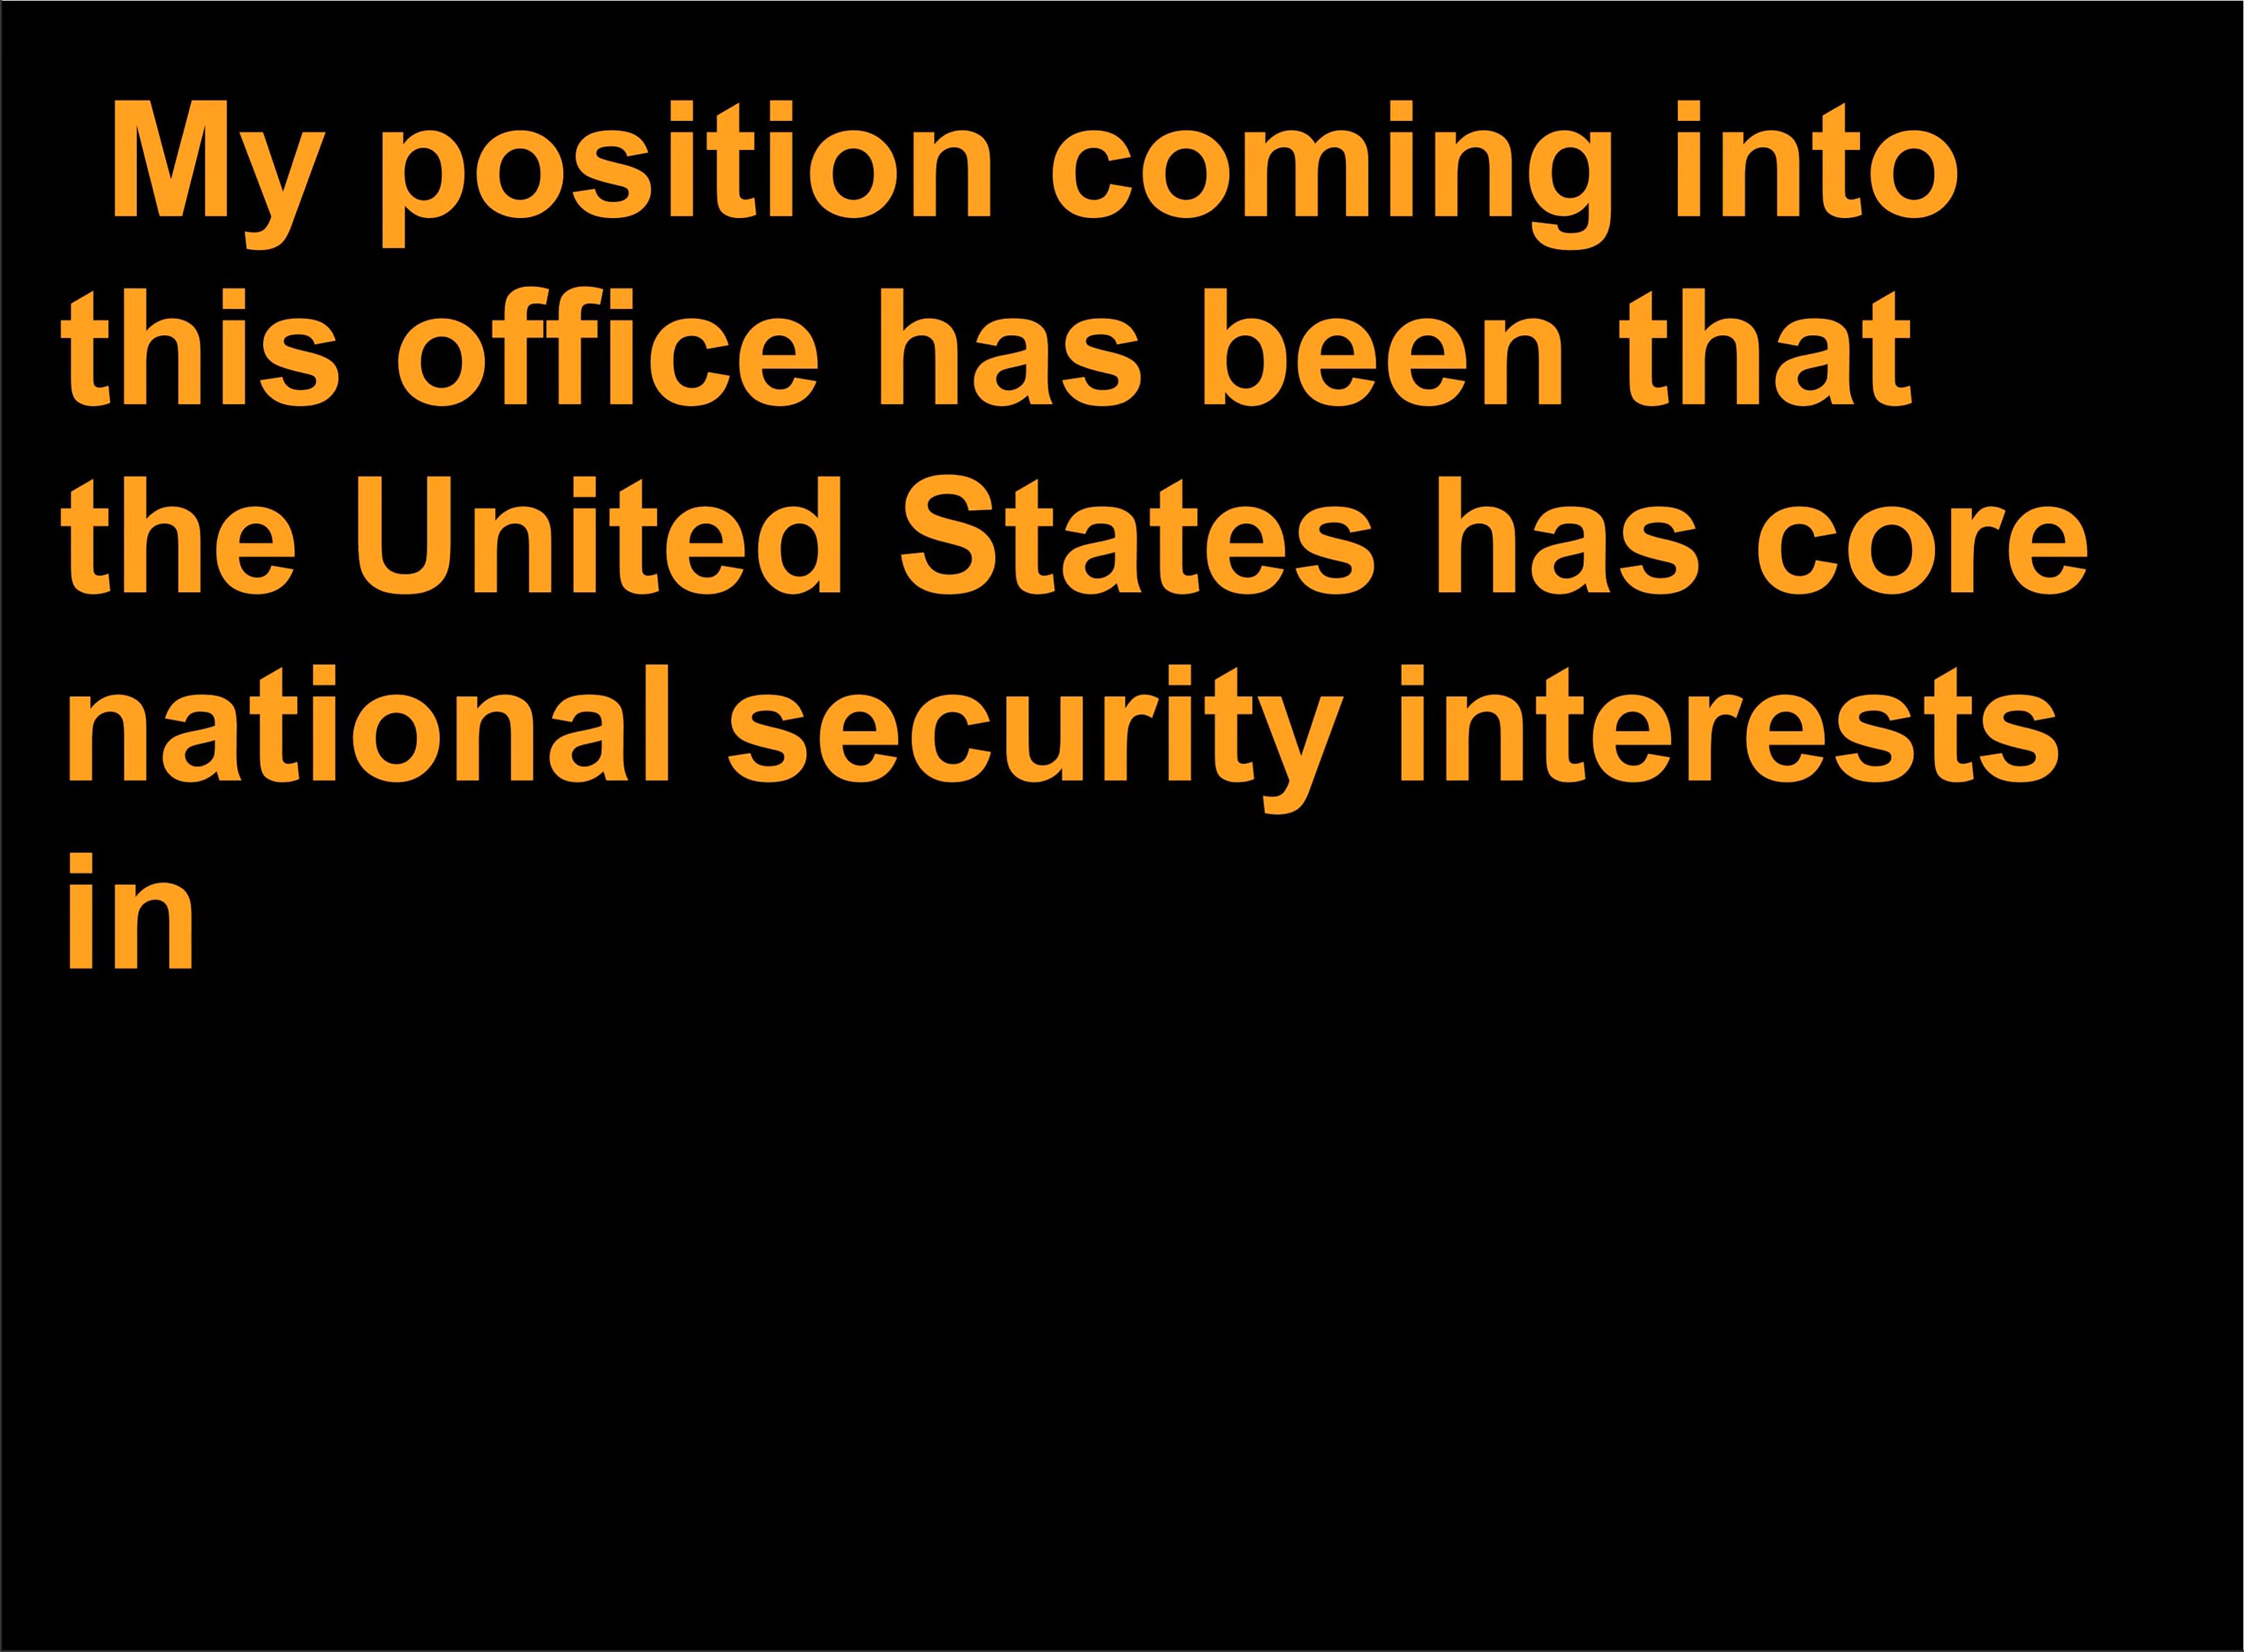 My position coming into
this office has been that
the United States has core
national security interests
in